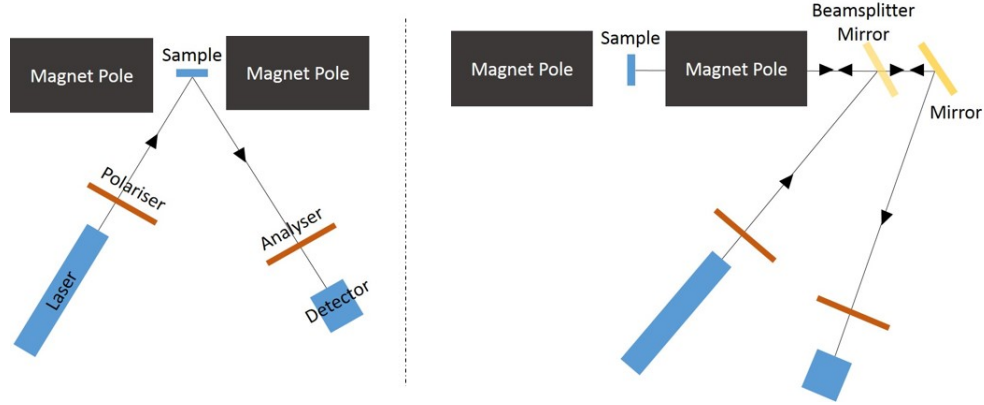 Sample
Magnet Pole
Magnet Pole
Polariser
Laser
Analyser
Detector
Beamsplitter
Mirror
Sample
Magnet Pole
Magnet Pole
Mirror